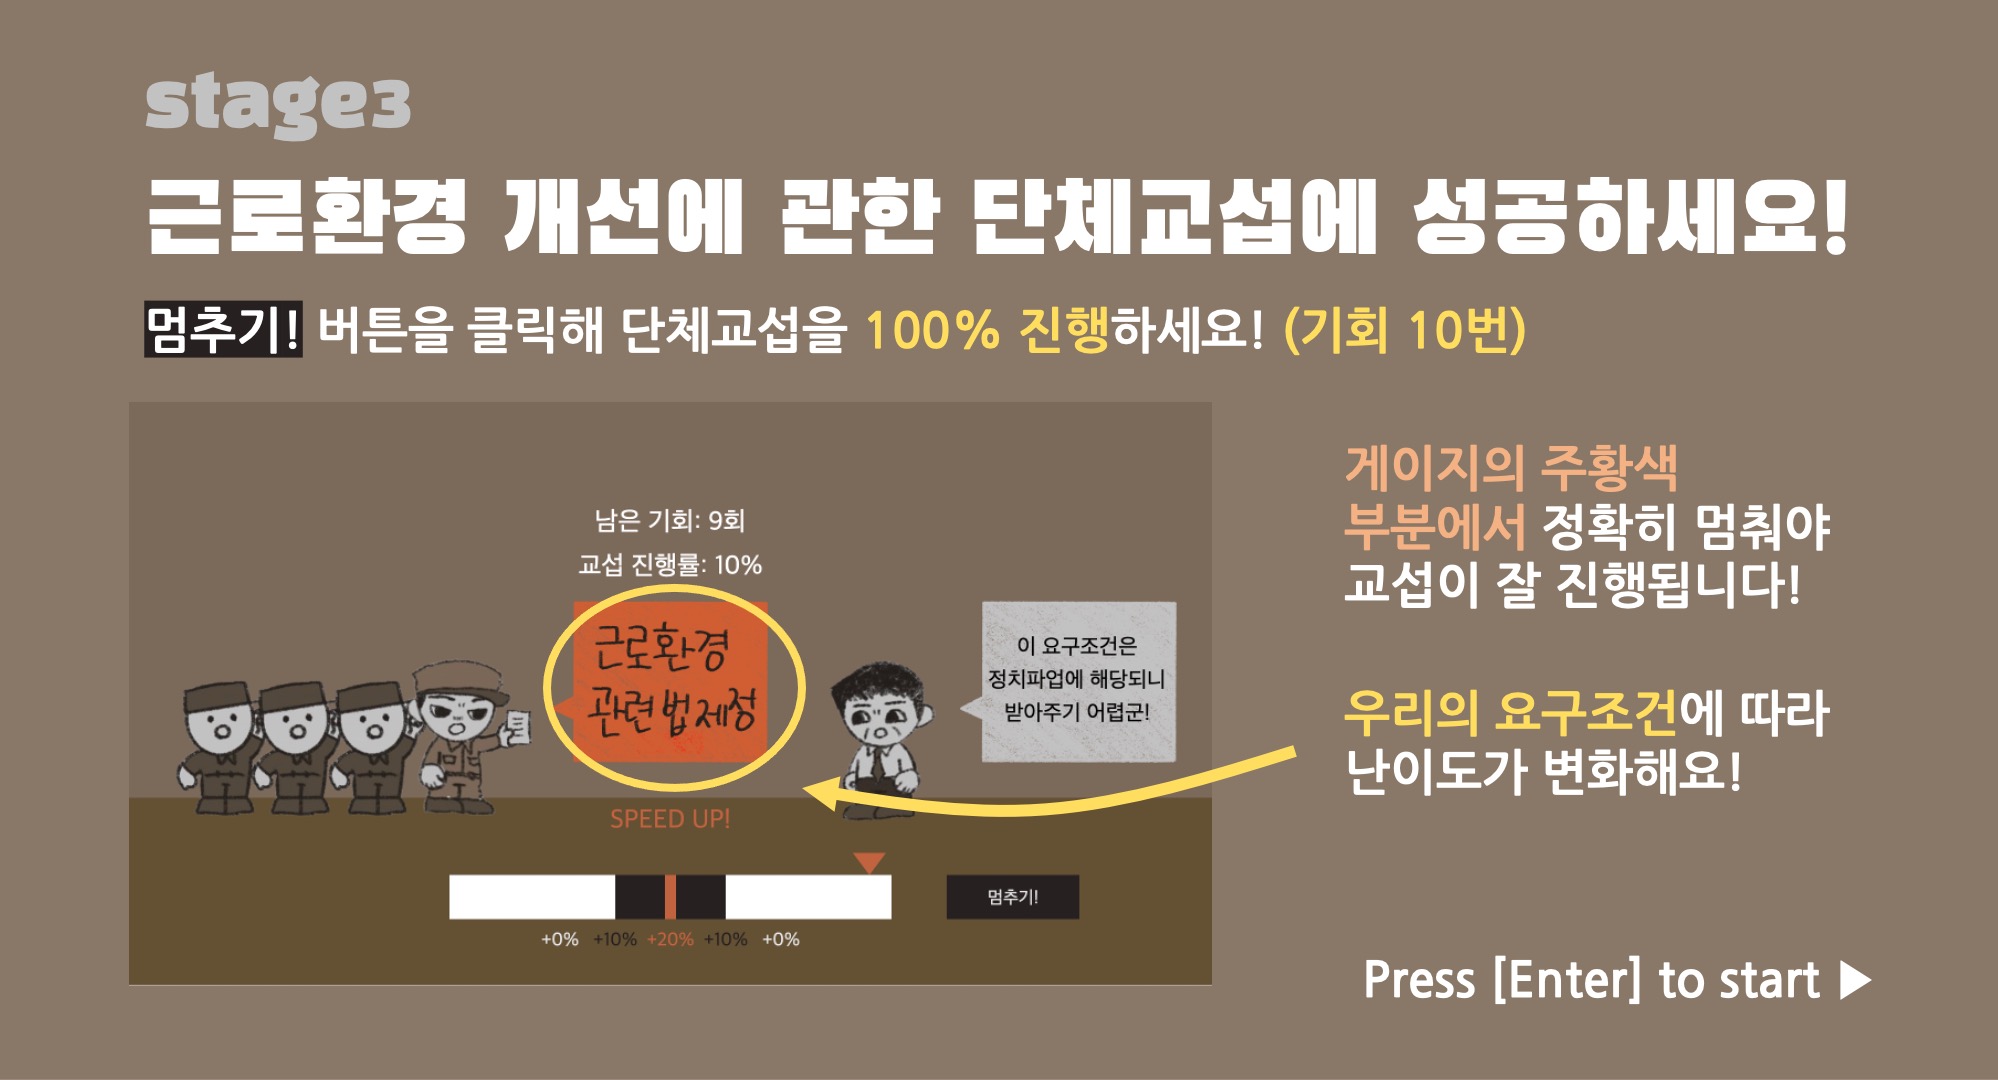 stage3
근로환경 개선에 관한 단체교섭에 성공하세요!
멈추기! 버튼을 클릭해 단체교섭을 100% 진행하세요! (기회 10번)
남은 기회: 9회
교섭 진행률: 10%
근로환경
관련법제정
이 요구조건은
정치파업에 해당되니
받아주기 어렵군!
SPEED UP!
멈추기!
+0% +10% +20% +10% +0%
게이지의 주황색
부분에서 정확히 멈춰야
교섭이 잘 진행됩니다!
우리의 요구조건에 따라
난이도가 변화해요!
Press [Enter] to start ▶